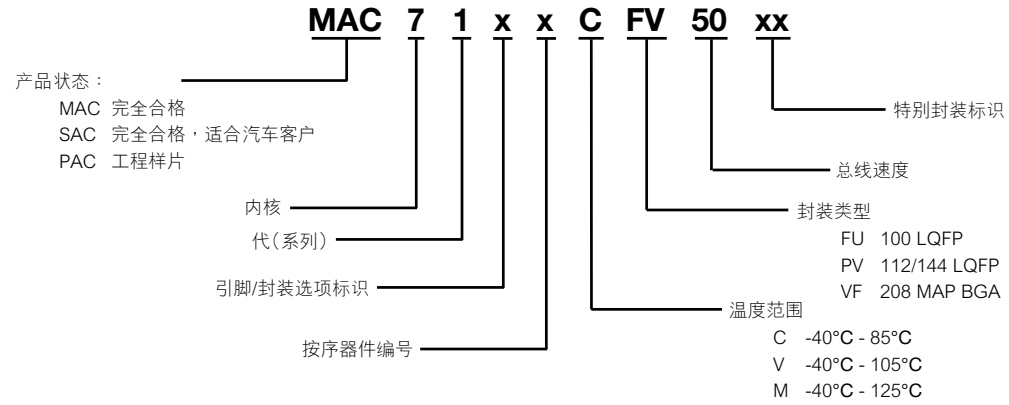 MAC 7 1 x x C FV 50 xx
产品状态：
MAC 完全合格
SAC 完全合格，适合汽车客户
PAC 工程样片
特别封装标识
总线速度
内核
封装类型
FU 100 LQFP
PV 112/144 LQFP
VF 208 MAP BGA
代（系列）
引脚/封装选项标识
温度范围
C -40°C - 85°C
V -40°C - 105°C
M -40°C - 125°C
按序器件编号